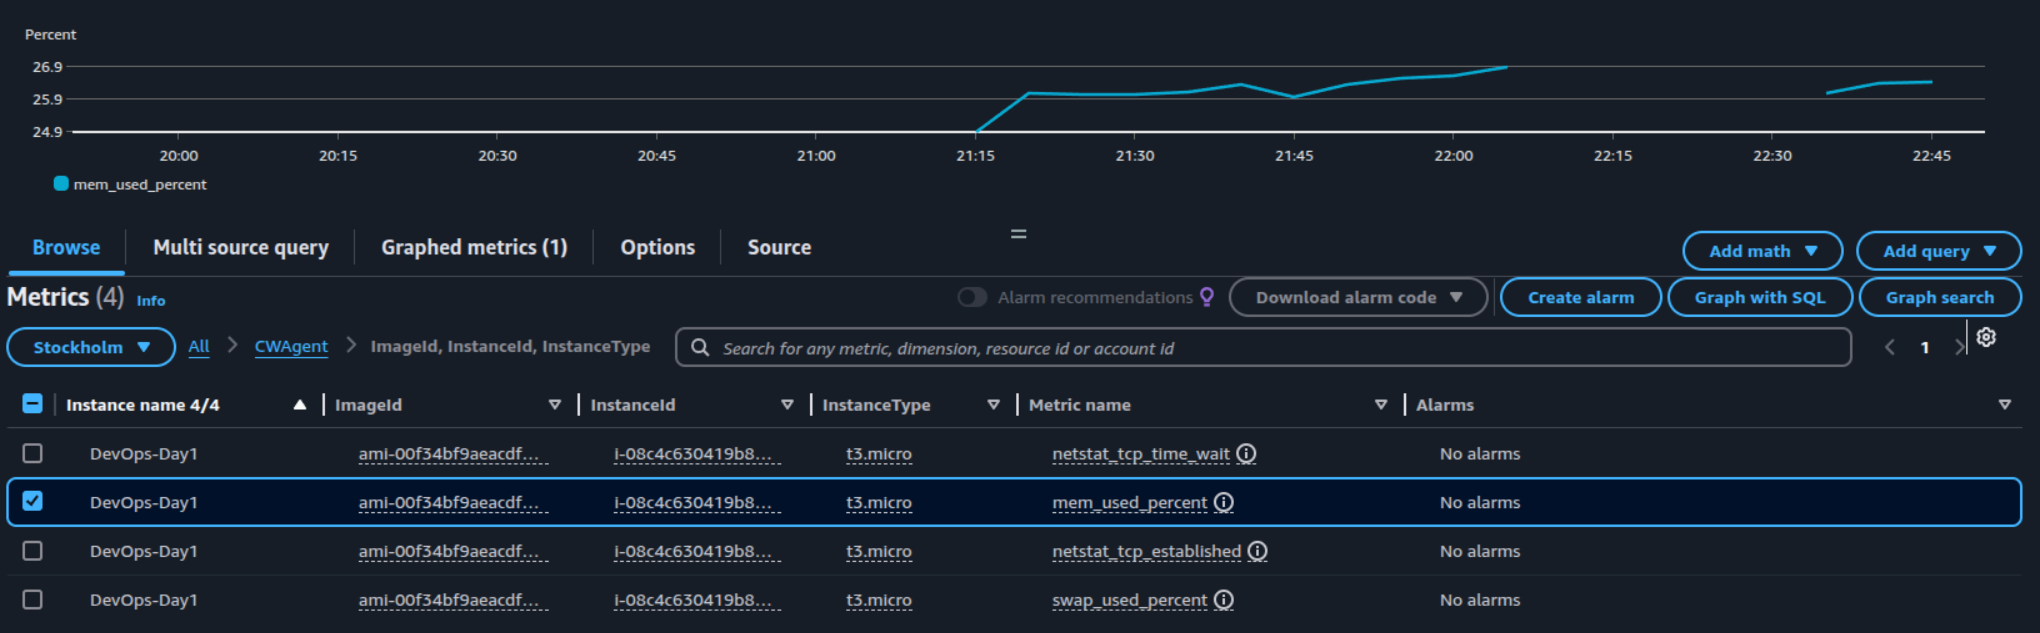 Percent
26.9
25.9
24.9
20:00 20:15 20:30 20:45 21:00 21:15 21:30 21:45 22:00 22:15 22:30 22:45
mem_used_percent
Browse Multi source query Graphed metrics (1) Options Source Add math Add query
Metrics (4) Info Alarm recommendations Download alarm code Create alarm Graph with SQL Graph search
Stockholm All CWAgent ImageId, InstanceId, InstanceType Search for any metric, dimension, resource id or account id 1
Instance name 4/4 ImageId InstanceId InstanceType Metric name Alarms
DevOps-Day1 ami-00f34bf9aeacdf... i-08c4c630419b8... t3.micro netstat_tcp_time_wait No alarms
DevOps-Day1 ami-00f34bf9aeacdf... i-08c4c630419b8... t3.micro mem_used_percent No alarms
DevOps-Day1 ami-00f34bf9aeacdf... i-08c4c630419b8... t3.micro netstat_tcp_established No alarms
DevOps-Day1 ami-00f34bf9aeacdf... i-08c4c630419b8... t3.micro swap_used_percent No alarms